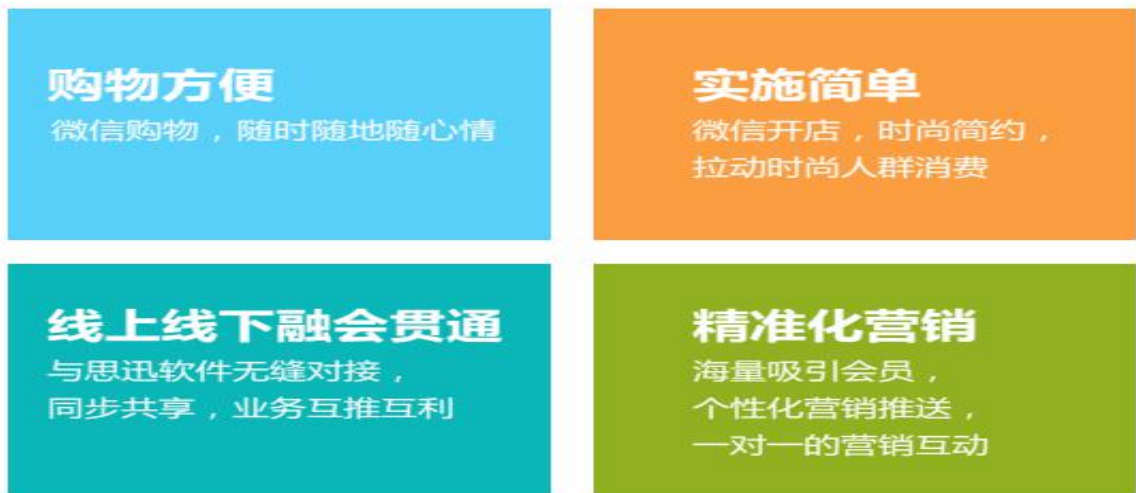 购物方便
微信购物，随时随地随心情
实施简单
微信开店，时尚简约，
拉动时尚人群消费
线上线下融会贯通
与思迅软件无缝对接，
同步共享，业务互推互利
精准化营销
海量吸引会员，
个性化营销推送，
一对一的营销互动